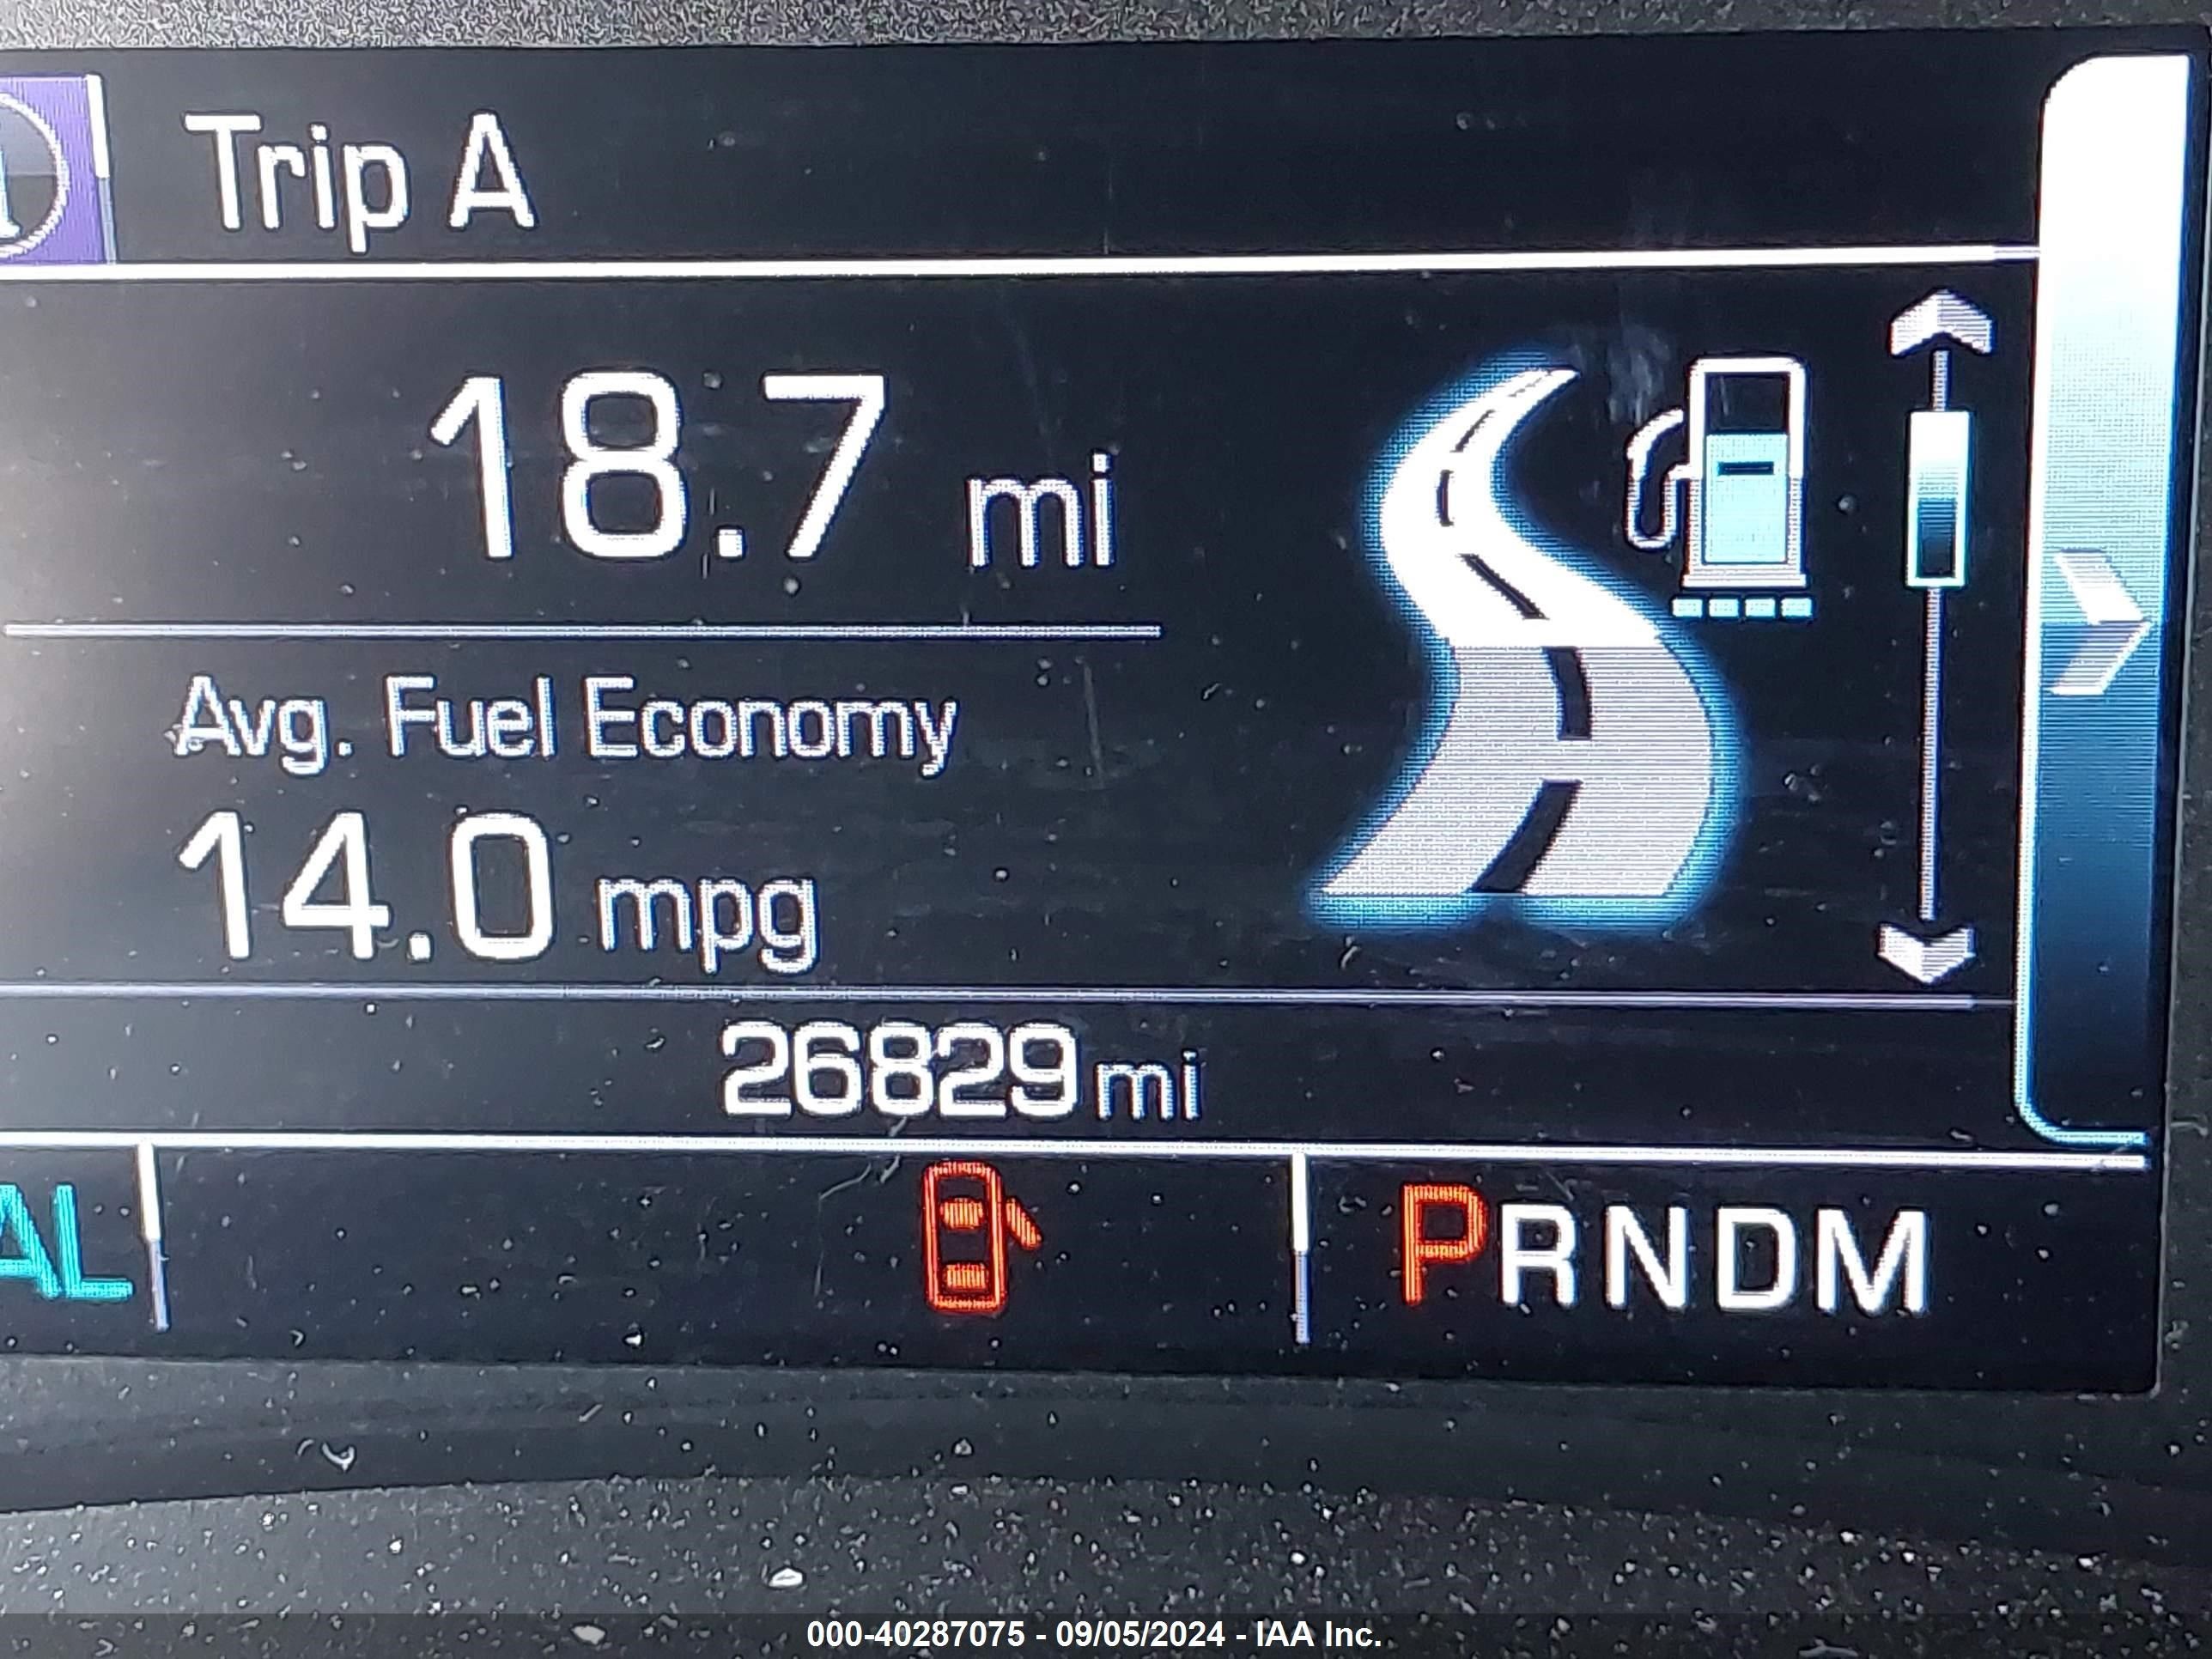 Trip A
18.7 mi
Avg. Fuel Economy
14.0 mpg
26829 mi
AL
PRNDM
000-40287075 - 09/05/2024 - IAA Inc.